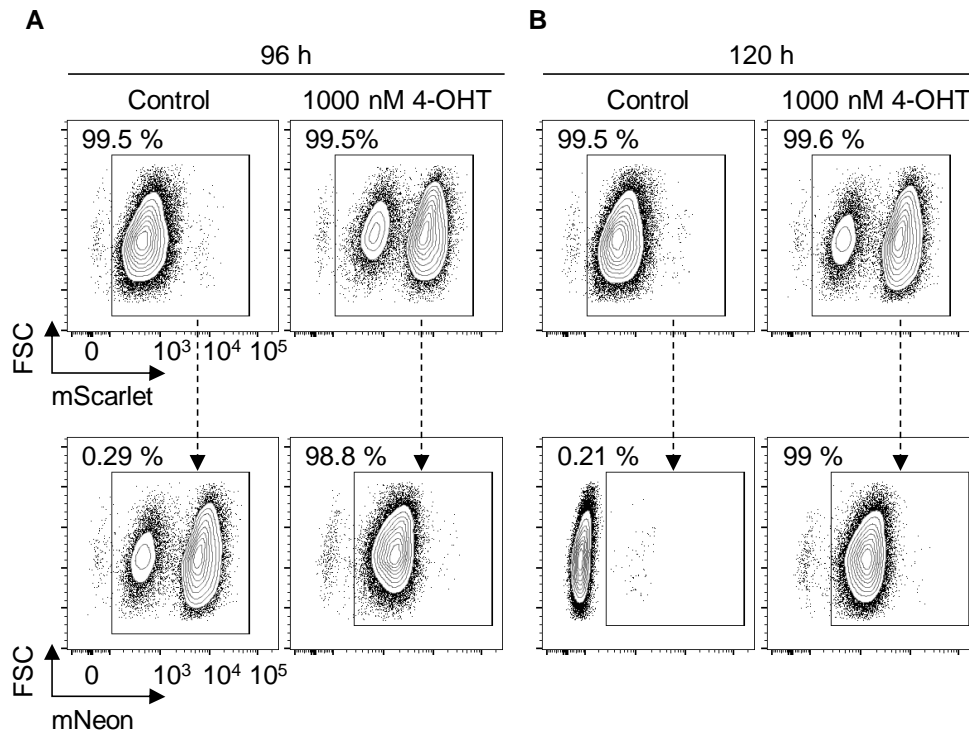 A B
96 h 120 h
Control 1000 nM 4-OHT Control 1000 nM 4-OHT
99.5 % 99.5% 99.5 % 99.6 %
FSC
0 10³ 10⁴ 10⁵
mScarlet
0.29 % 98.8 % 0.21 % 99 %
FSC
0 10³ 10⁴ 10⁵
mNeon